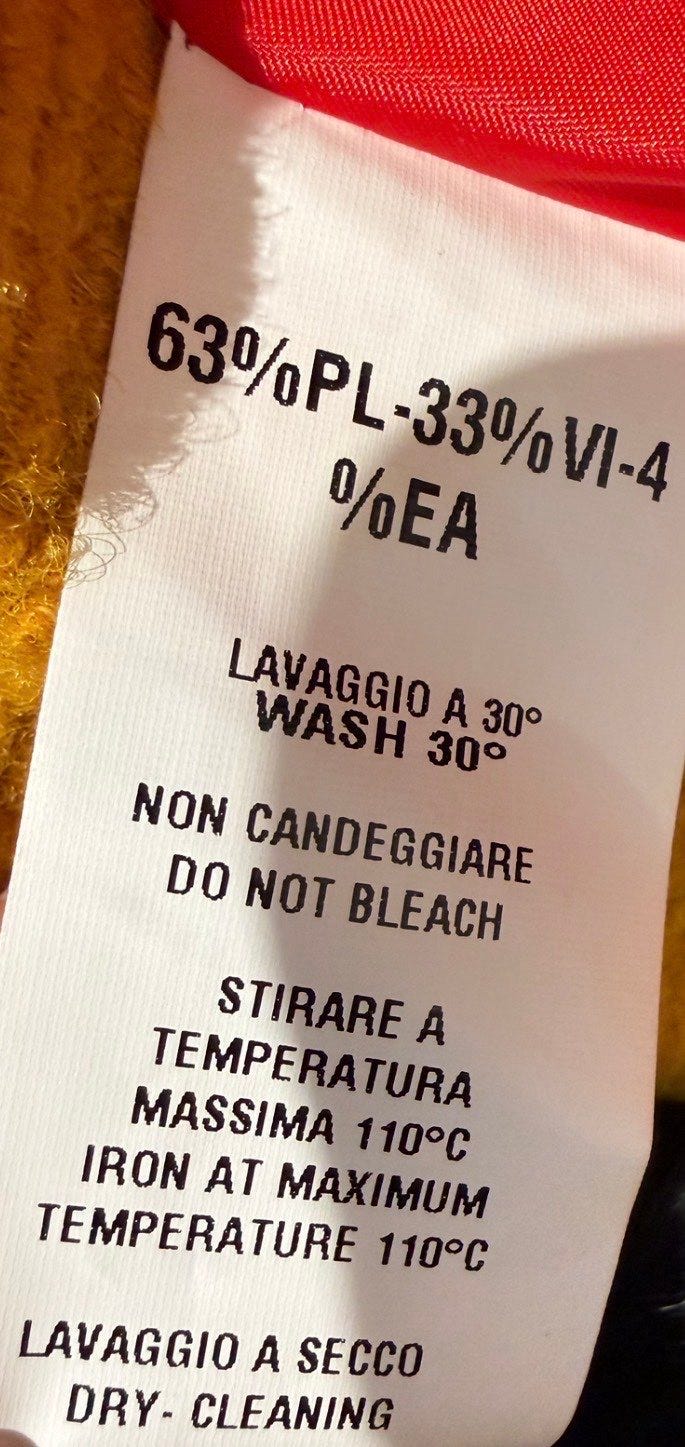 63%PL-33%VI-4
%EA
LAVAGGIO A 30°
WASH 30°
NON CANDEGGIARE
DO NOT BLEACH
STIRARE A
TEMPERATURA
MASSIMA 110°C
IRON AT MAXIMUM
TEMPERATURE 110°C
LAVAGGIO A SECCO
DRY- CLEANING